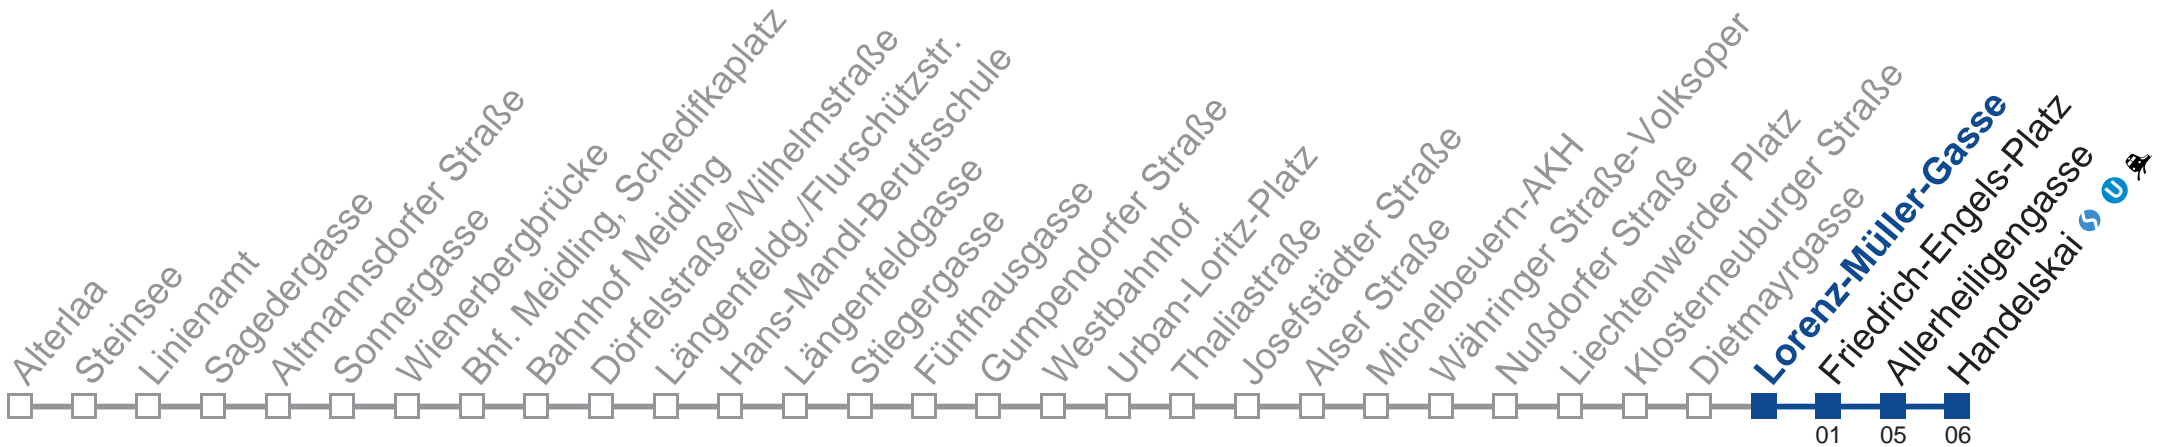 Alterlaa
Steinsee
Linienamt
Sagedergasse
Altmannsdorfer Straße
Sonnergasse
Wienerbergbrücke
Bhf. Meidling, Schedifkaplatz
Bahnhof Meidling
Dörfelstraße/Wilhelmstraße
Längenfeldg./Flurschützstr.
Hans-Mandl-Berufsschule
Längenfeldgasse
Stiegergasse
Fünfhausgasse
Gumpendorfer Straße
Westbahnhof
Urban-Loritz-Platz
Thaliastraße
Josefstädter Straße
Alser Straße
Michelbeuern-AKH
Währinger Straße-Volksoper
Nußdorfer Straße
Liechtenwerder Platz
Klosterneuburger Straße
Dietmayrgasse
Lorenz-Müller-Gasse
Friedrich-Engels-Platz
Allerheiligengasse
Handelskai S U
01 05 06